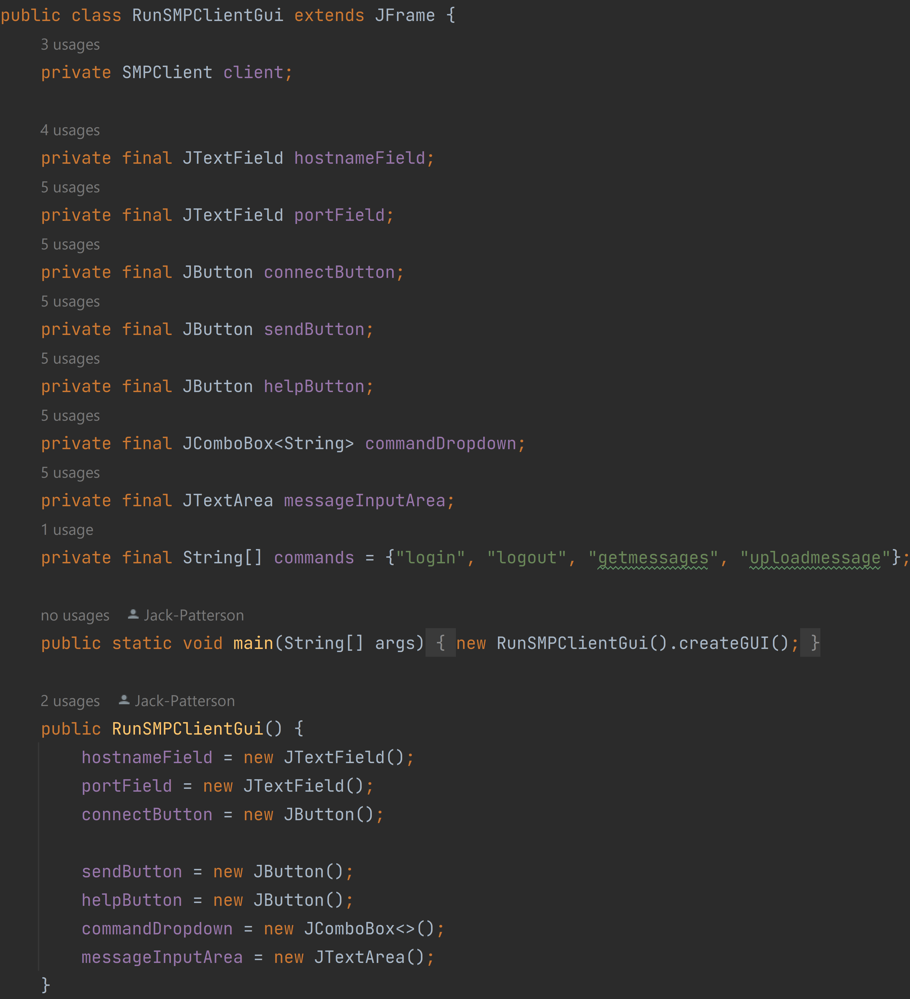 public class RunSMPClientGui extends JFrame {
3 usages
private SMPClient client;
4 usages
private final JTextField hostnameField;
5 usages
private final JTextField portField;
5 usages
private final JButton connectButton;
5 usages
private final JButton sendButton;
5 usages
private final JButton helpButton;
5 usages
private final JComboBox<String> commandDropdown;
5 usages
private final JTextArea messageInputArea;
1 usage
private final String[] commands = {"login", "logout", "getmessages", "uploadmessage"};
no usages Jack-Patterson
public static void main(String[] args) { new RunSMPClientGui().createGUI(); }
2 usages Jack-Patterson
public RunSMPClientGui() {
hostnameField = new JTextField();
portField = new JTextField();
connectButton = new JButton();
sendButton = new JButton();
helpButton = new JButton();
commandDropdown = new JComboBox<>();
messageInputArea = new JTextArea();
}